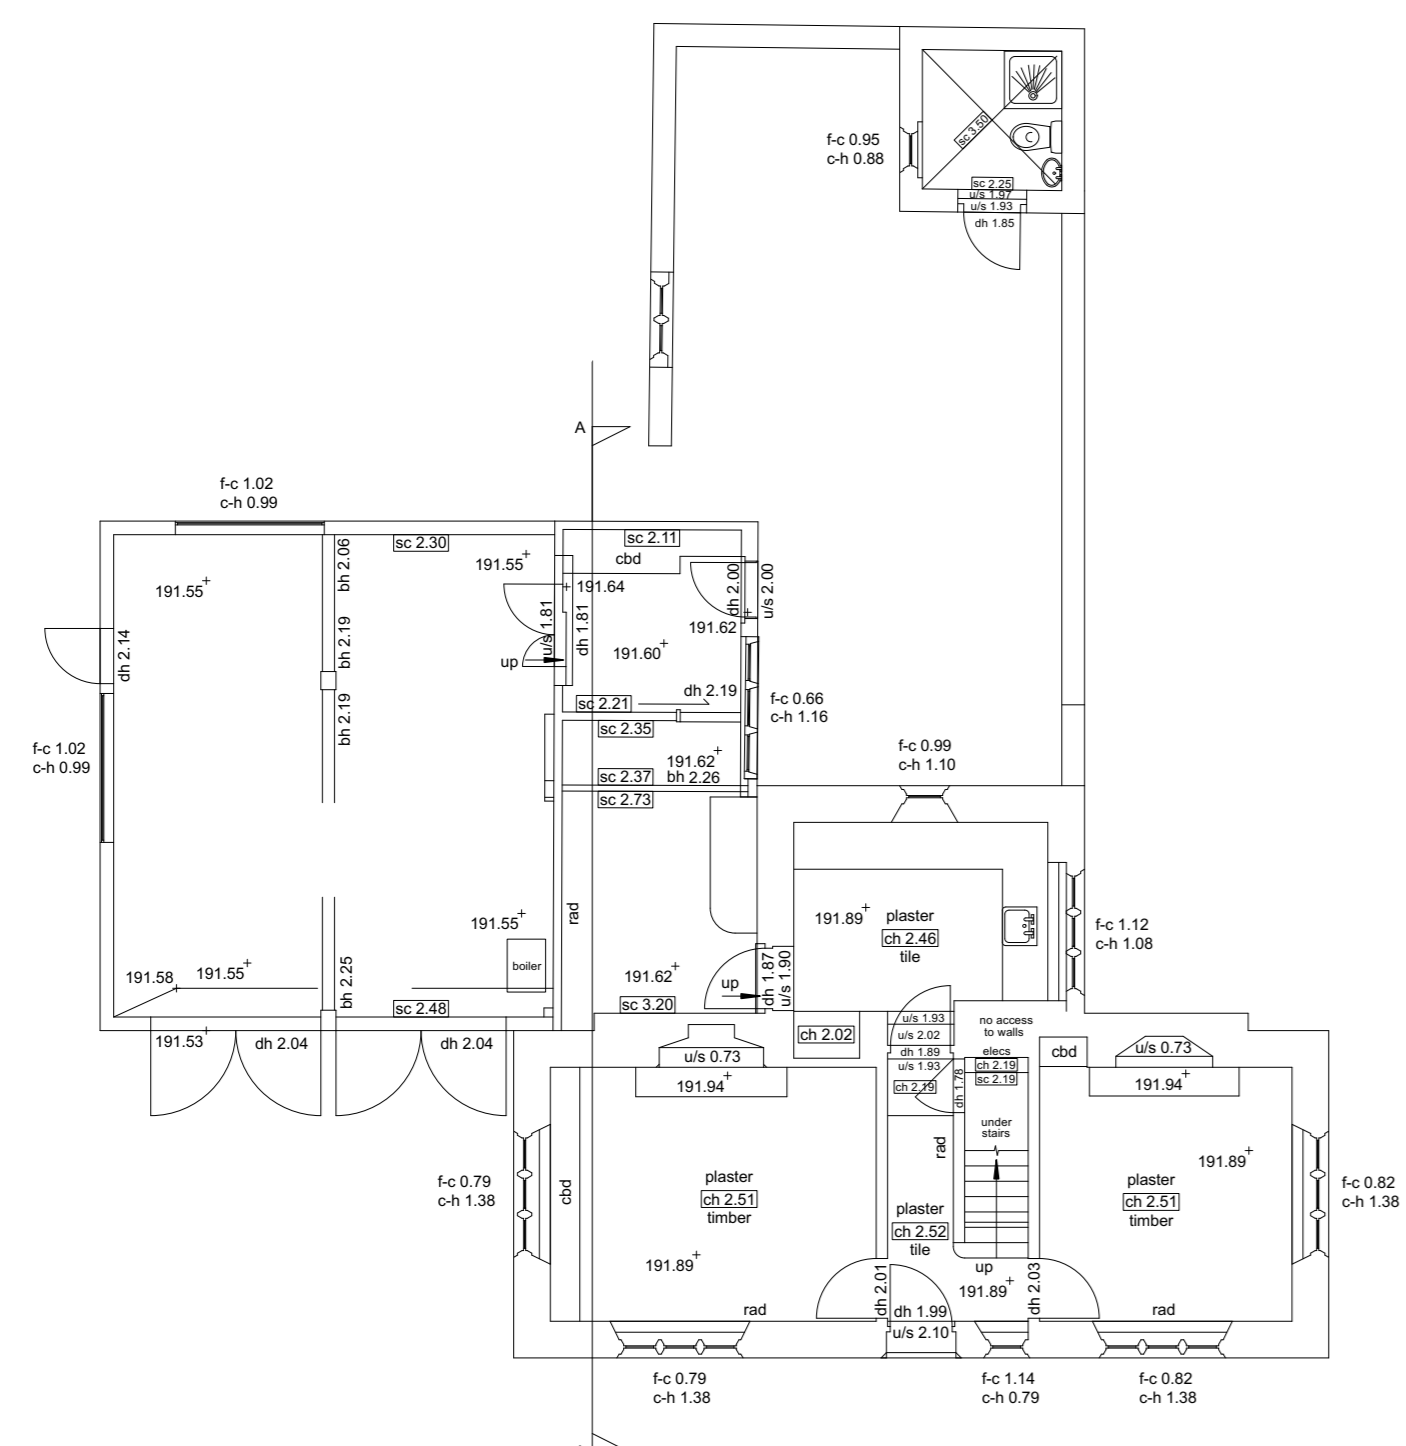 f-c 0.95
c-h 0.88
sc 3.50
sc 2.25
u/s 1.97
u/s 1.93
dh 1.85
A
f-c 1.02
c-h 0.99
sc 2.30
bh 2.06
191.55
191.55
sc 2.11
cbd
191.64
dh 2.00
u/s 2.00
191.62
u/s 1.81
dh 1.81
191.60
up
dh 2.14
bh 2.19
bh 2.19
dh 2.19
sc 2.21
sc 2.35
191.62
sc 2.37
bh 2.26
sc 2.73
f-c 0.66
c-h 1.16
f-c 1.02
c-h 0.99
f-c 0.99
c-h 1.10
rad
191.89
plaster
ch 2.46
tile
f-c 1.12
c-h 1.08
191.55
boiler
191.58
191.55
bh 2.25
sc 2.48
191.62
up
sc 3.20
dh 1.87
u/s 1.90
191.53
dh 2.04
dh 2.04
u/s 0.73
191.94
ch 2.02
u/s 1.93
u/s 2.02
dh 1.89
u/s 1.93
ch 2.19
dh 1.78
no access
to walls
elecs
ch 2.19
sc 2.19
under
stairs
cbd
u/s 0.73
191.94
191.89
f-c 0.79
c-h 1.38
cbd
plaster
ch 2.51
timber
191.89
rad
rad
plaster
ch 2.52
tile
up
191.89
dh 2.01
dh 1.99
u/s 2.10
dh 2.03
plaster
ch 2.51
timber
rad
f-c 0.82
c-h 1.38
f-c 0.79
c-h 1.38
f-c 1.14
c-h 0.79
f-c 0.82
c-h 1.38